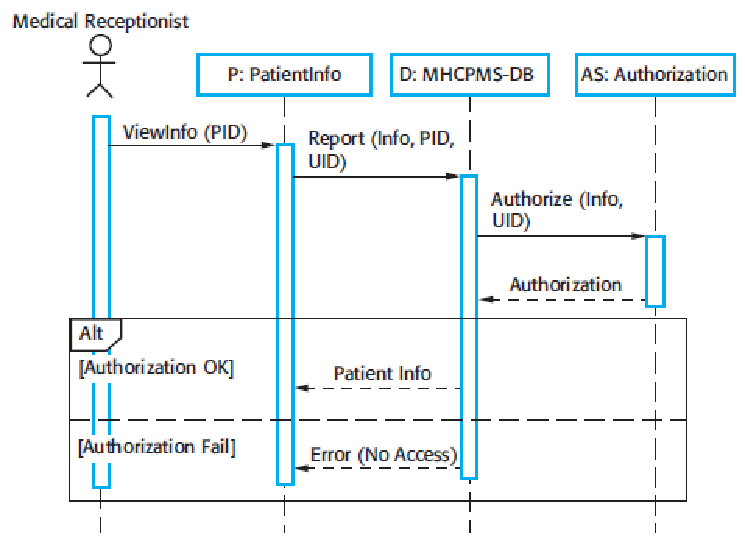 Medical Receptionist
P: PatientInfo
D: MHCPMS-DB
AS: Authorization
ViewInfo (PID)
Report (Info, PID,
UID)
Authorize (Info,
UID)
Authorization
Alt
[Authorization OK]
Patient Info
[Authorization Fail]
Error (No Access)